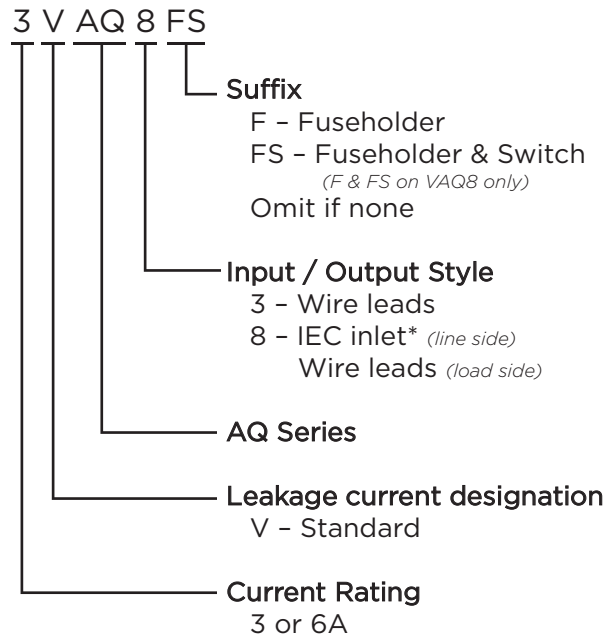 3 V AQ 8 FS
Suffix
F – Fuseholder
FS – Fuseholder & Switch
(F & FS on VAQ8 only)
Omit if none
Input / Output Style
3 – Wire leads
8 – IEC inlet* (line side)
Wire leads (load side)
AQ Series
Leakage current designation
V – Standard
Current Rating
3 or 6A